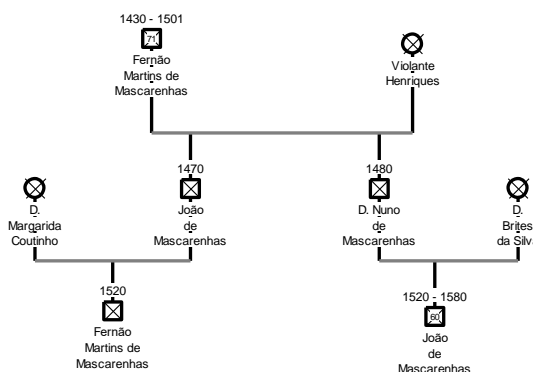 1430 - 1501
71
Fernão
Martins de
Mascarenhas
Violante
Henriques
1470
1480
D.
Margarida
Coutinho
João
de
Mascarenhas
D. Nuno
de
Mascarenhas
D.
Brites
da Silv
1520
1520 - 1580
60
Fernão
Martins de
Mascarenhas
João
de
Mascarenhas